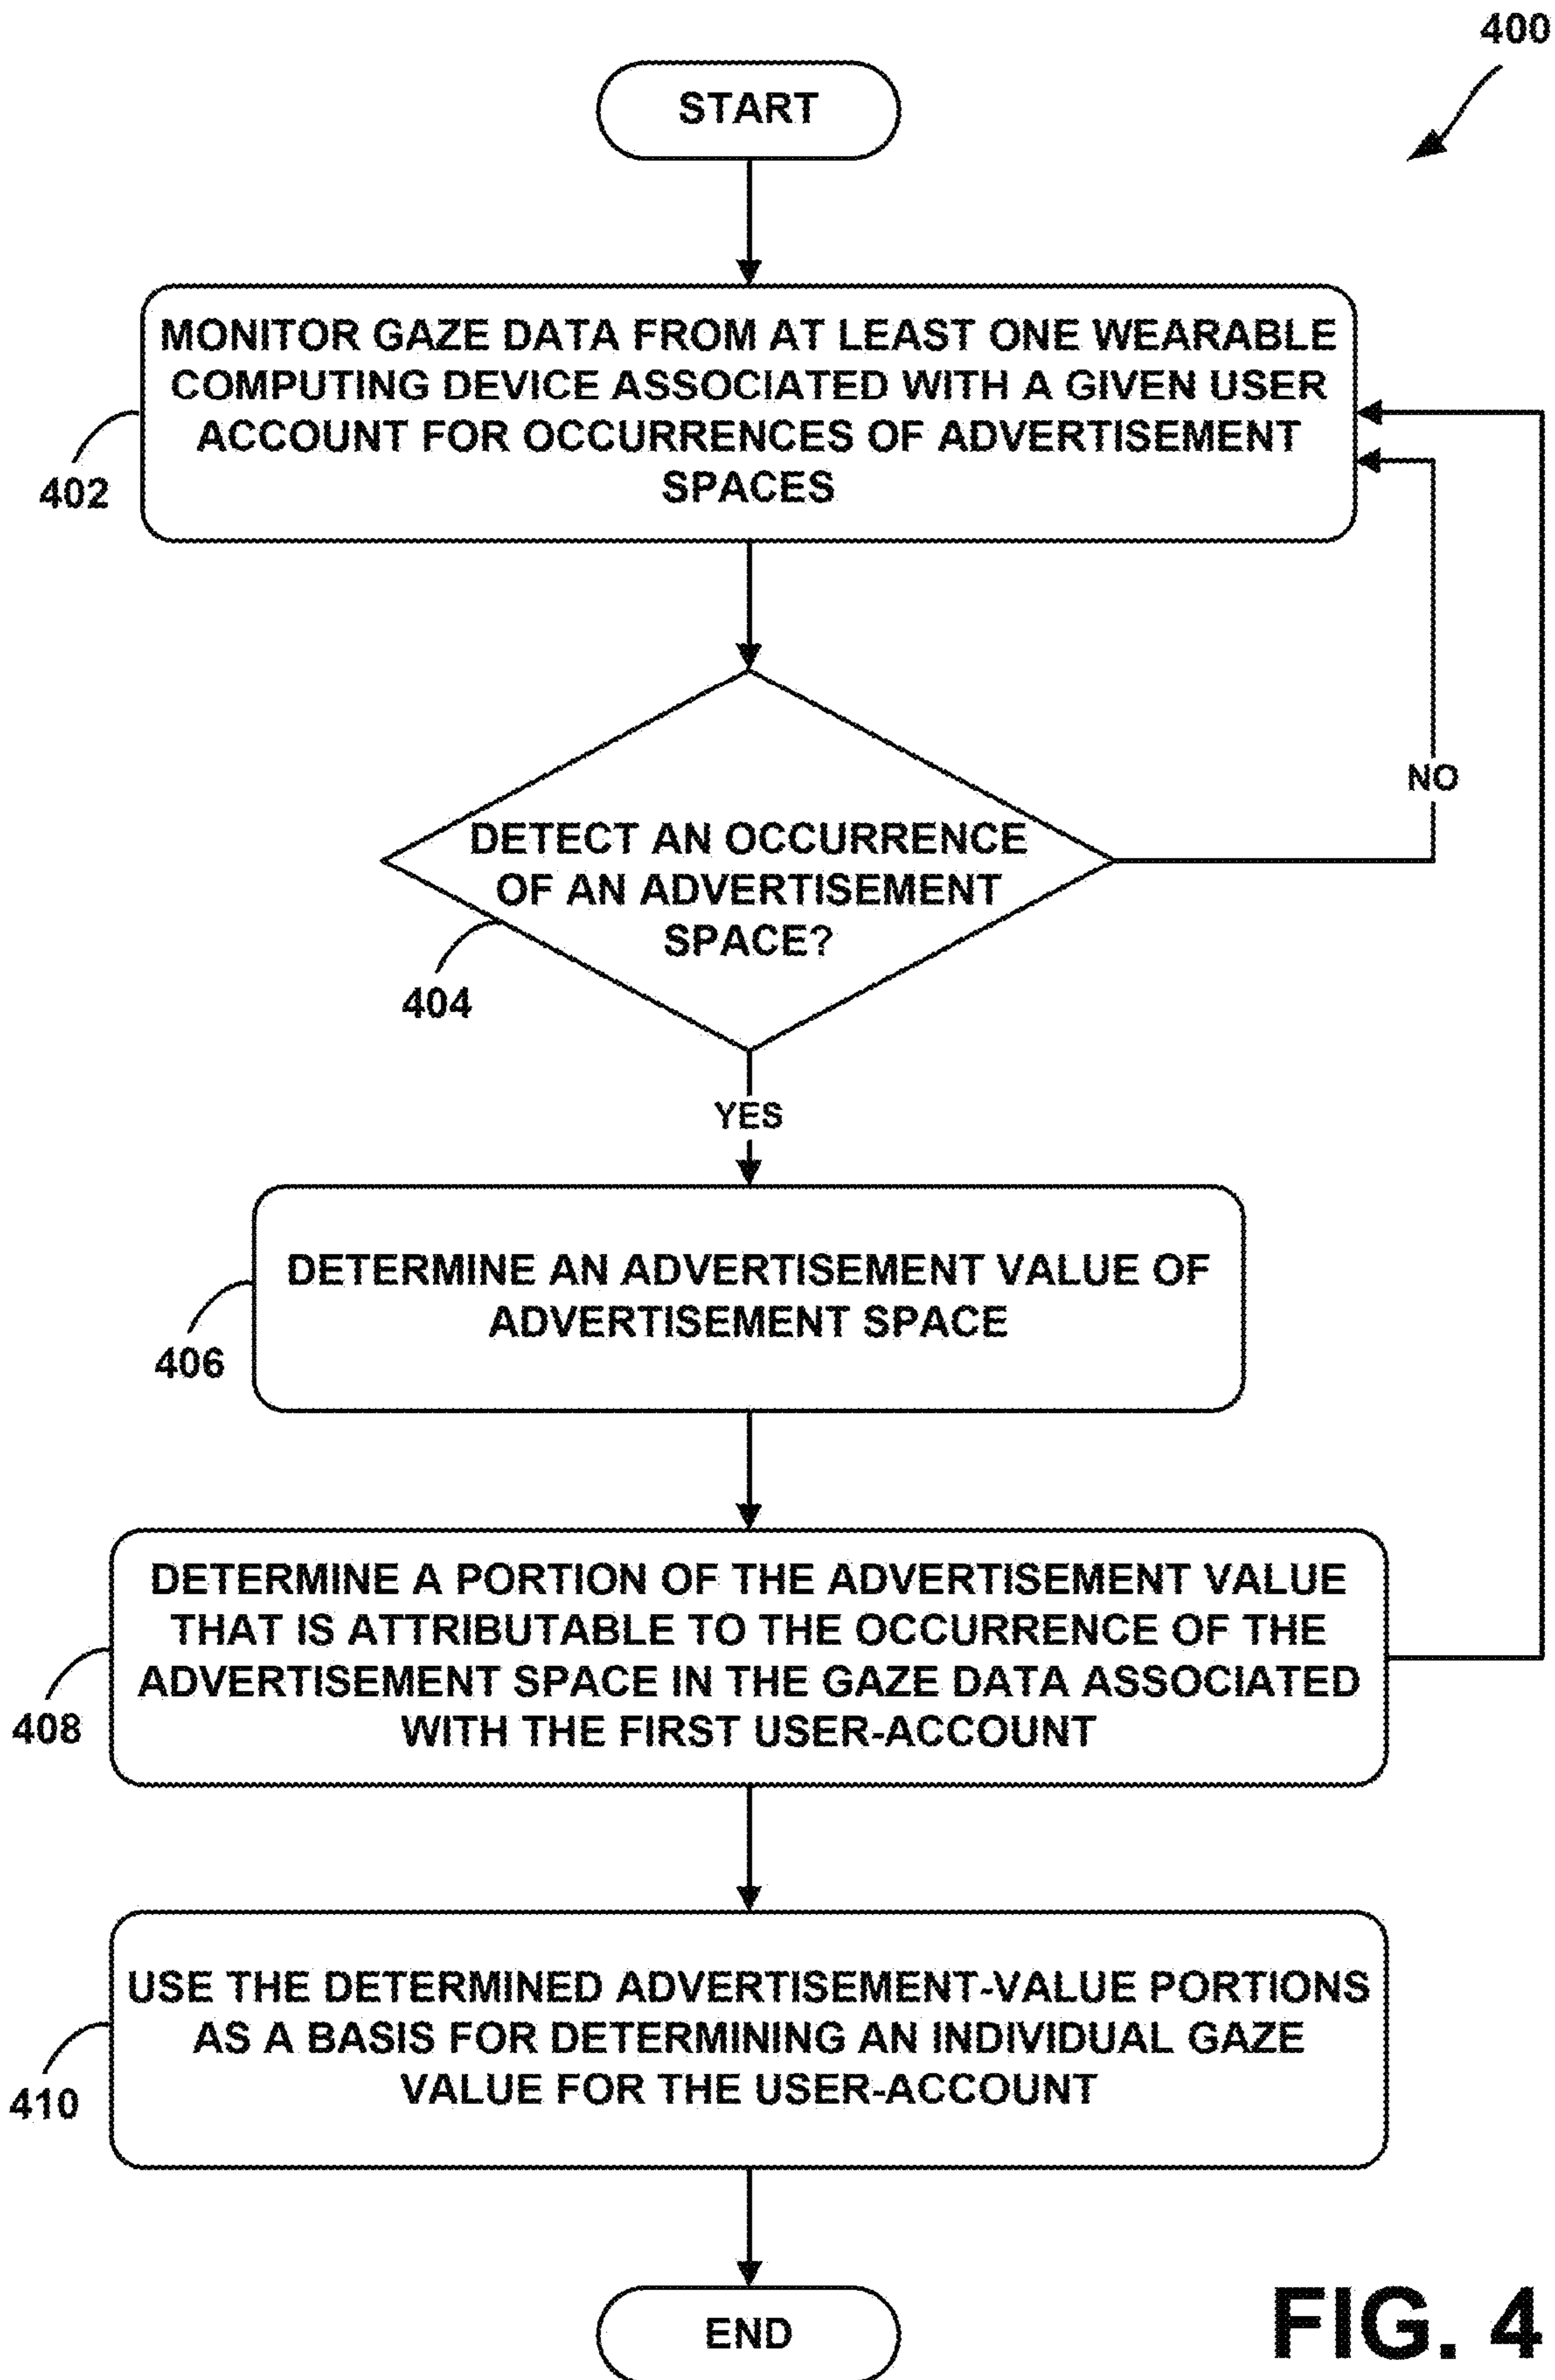 400
START
MONITOR GAZE DATA FROM AT LEAST ONE WEARABLE
COMPUTING DEVICE ASSOCIATED WITH A GIVEN USER
ACCOUNT FOR OCCURRENCES OF ADVERTISEMENT
SPACES
402
NO
DETECT AN OCCURRENCE
OF AN ADVERTISEMENT
SPACE?
404
YES
DETERMINE AN ADVERTISEMENT VALUE OF
ADVERTISEMENT SPACE
406
DETERMINE A PORTION OF THE ADVERTISEMENT VALUE
THAT IS ATTRIBUTABLE TO THE OCCURRENCE OF THE
ADVERTISEMENT SPACE IN THE GAZE DATA ASSOCIATED
WITH THE FIRST USER-ACCOUNT
408
USE THE DETERMINED ADVERTISEMENT-VALUE PORTIONS
AS A BASIS FOR DETERMINING AN INDIVIDUAL GAZE
VALUE FOR THE USER-ACCOUNT
410
END
FIG. 4